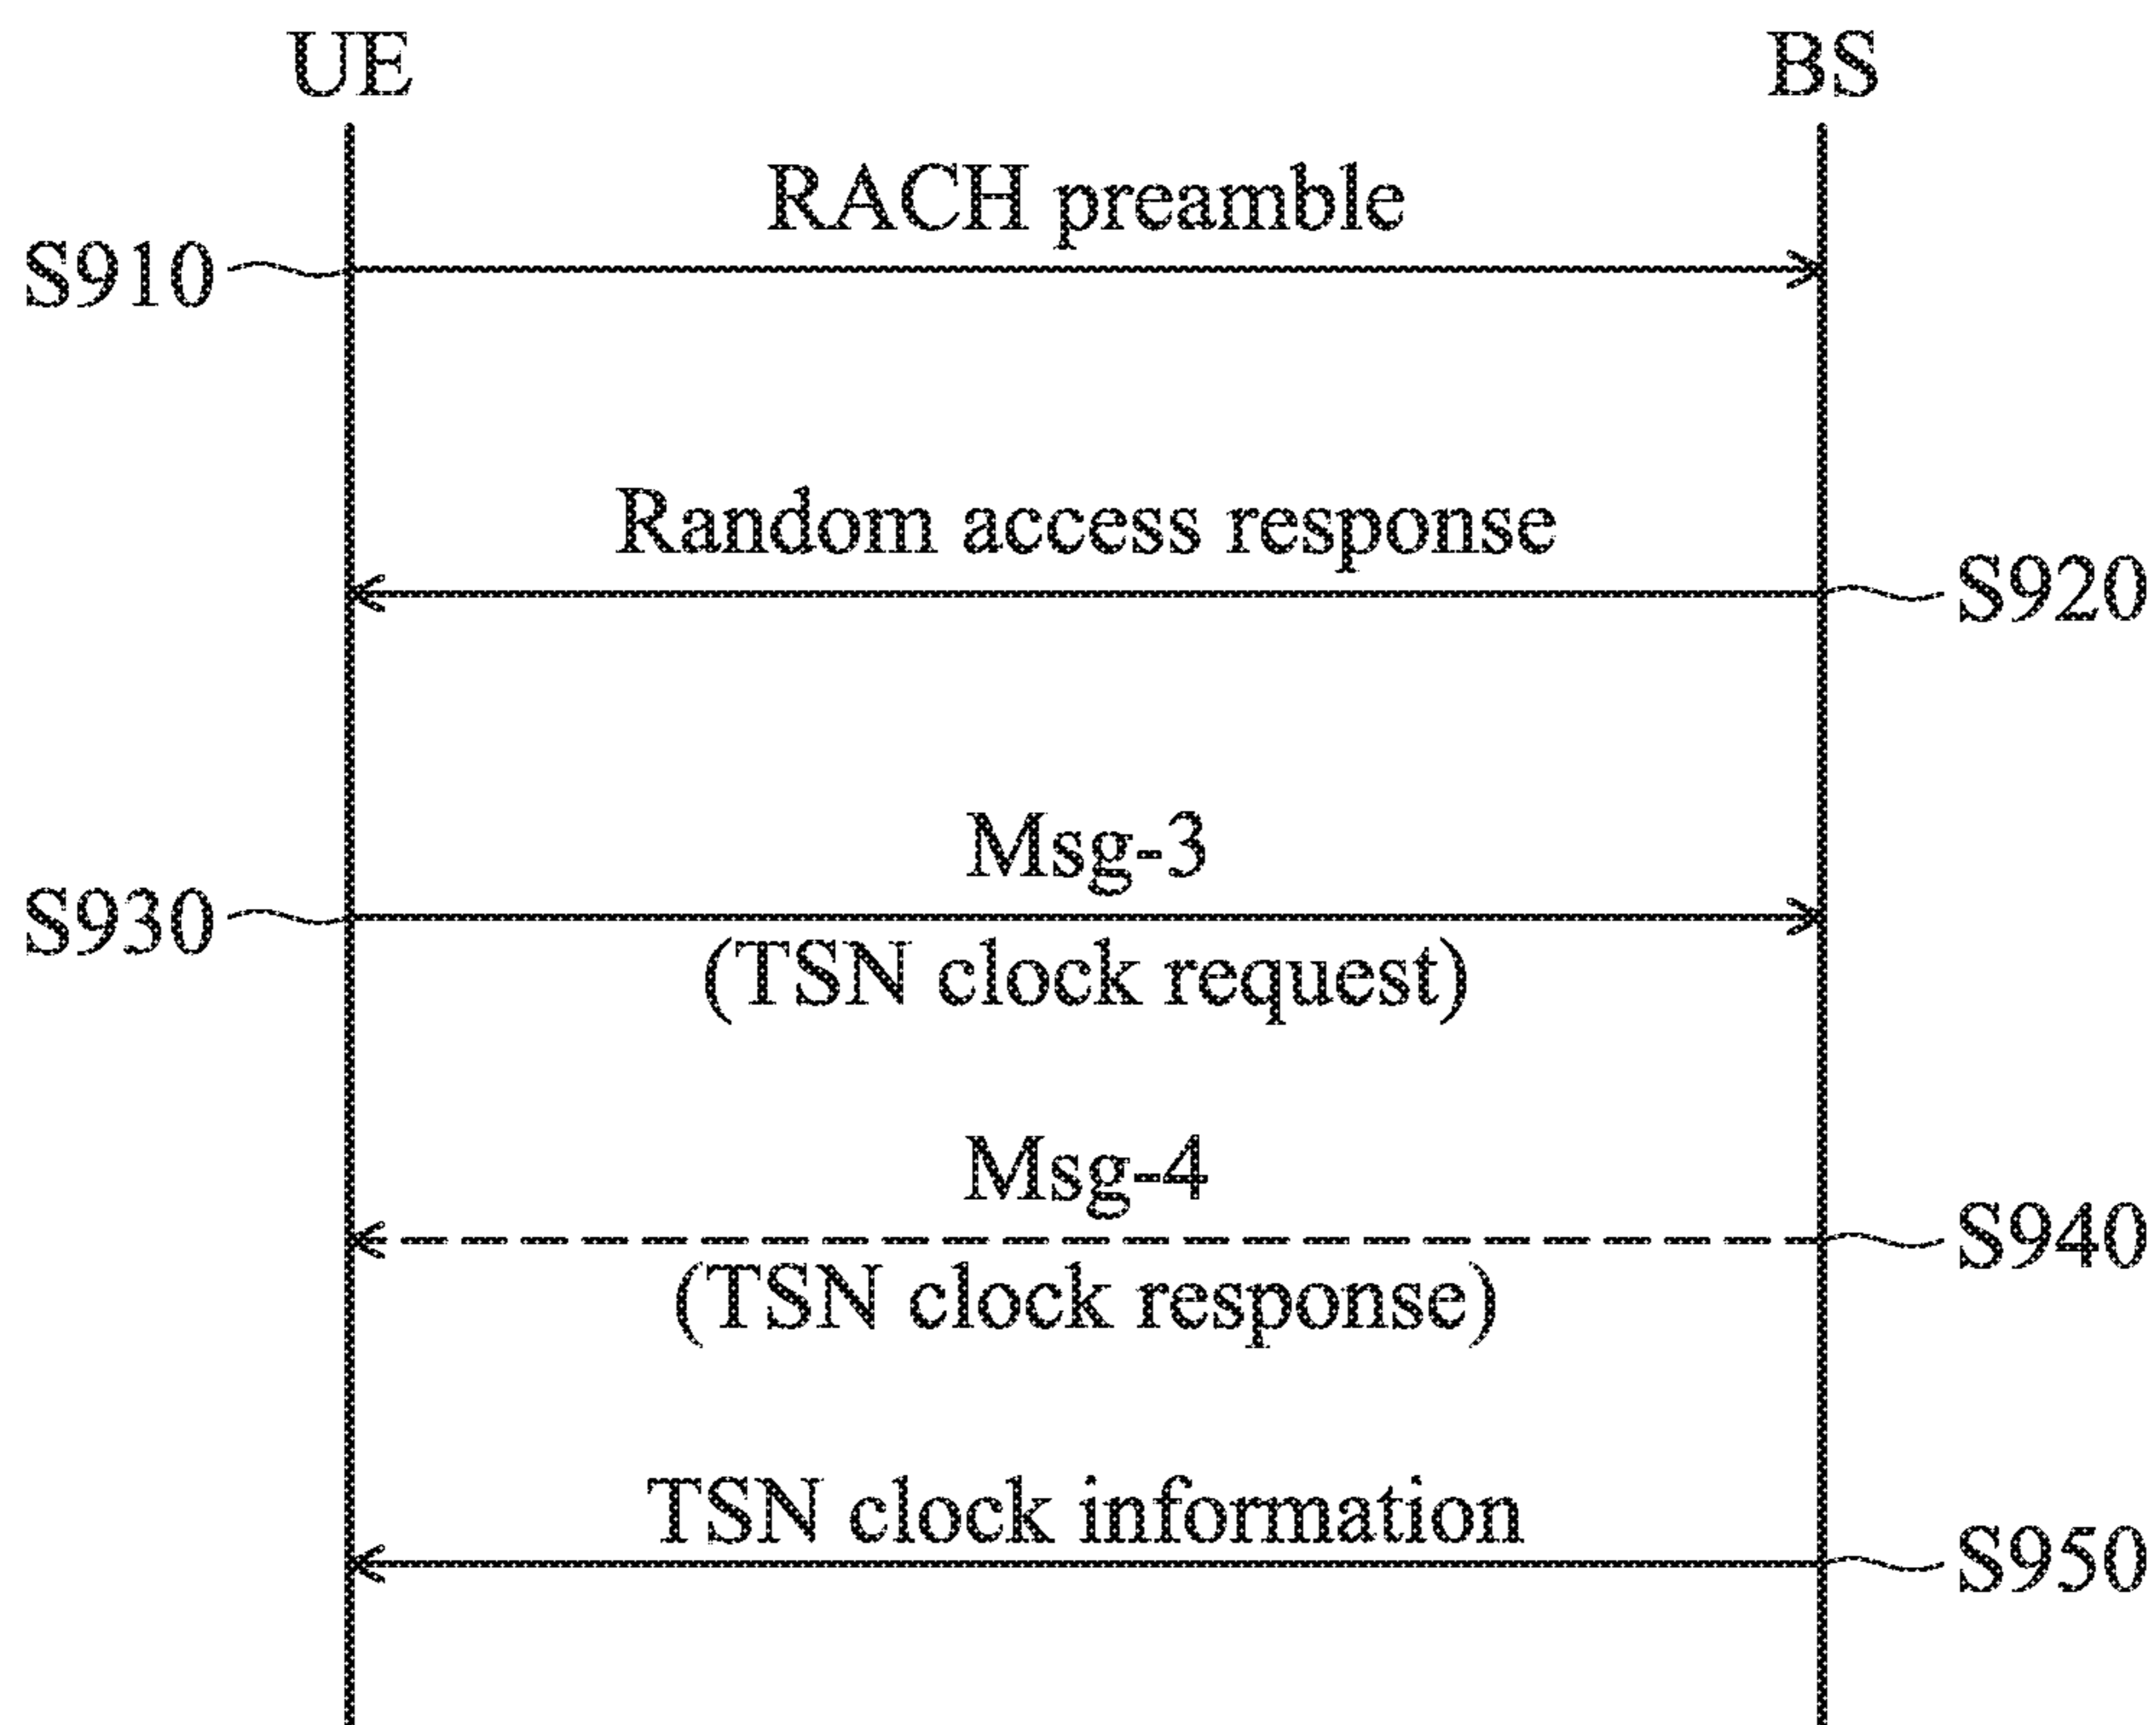 UE
BS
RACH preamble
S910
Random access response
S920
Msg-3
S930
(TSN clock request)
Msg-4
S940
(TSN clock response)
TSN clock information
S950